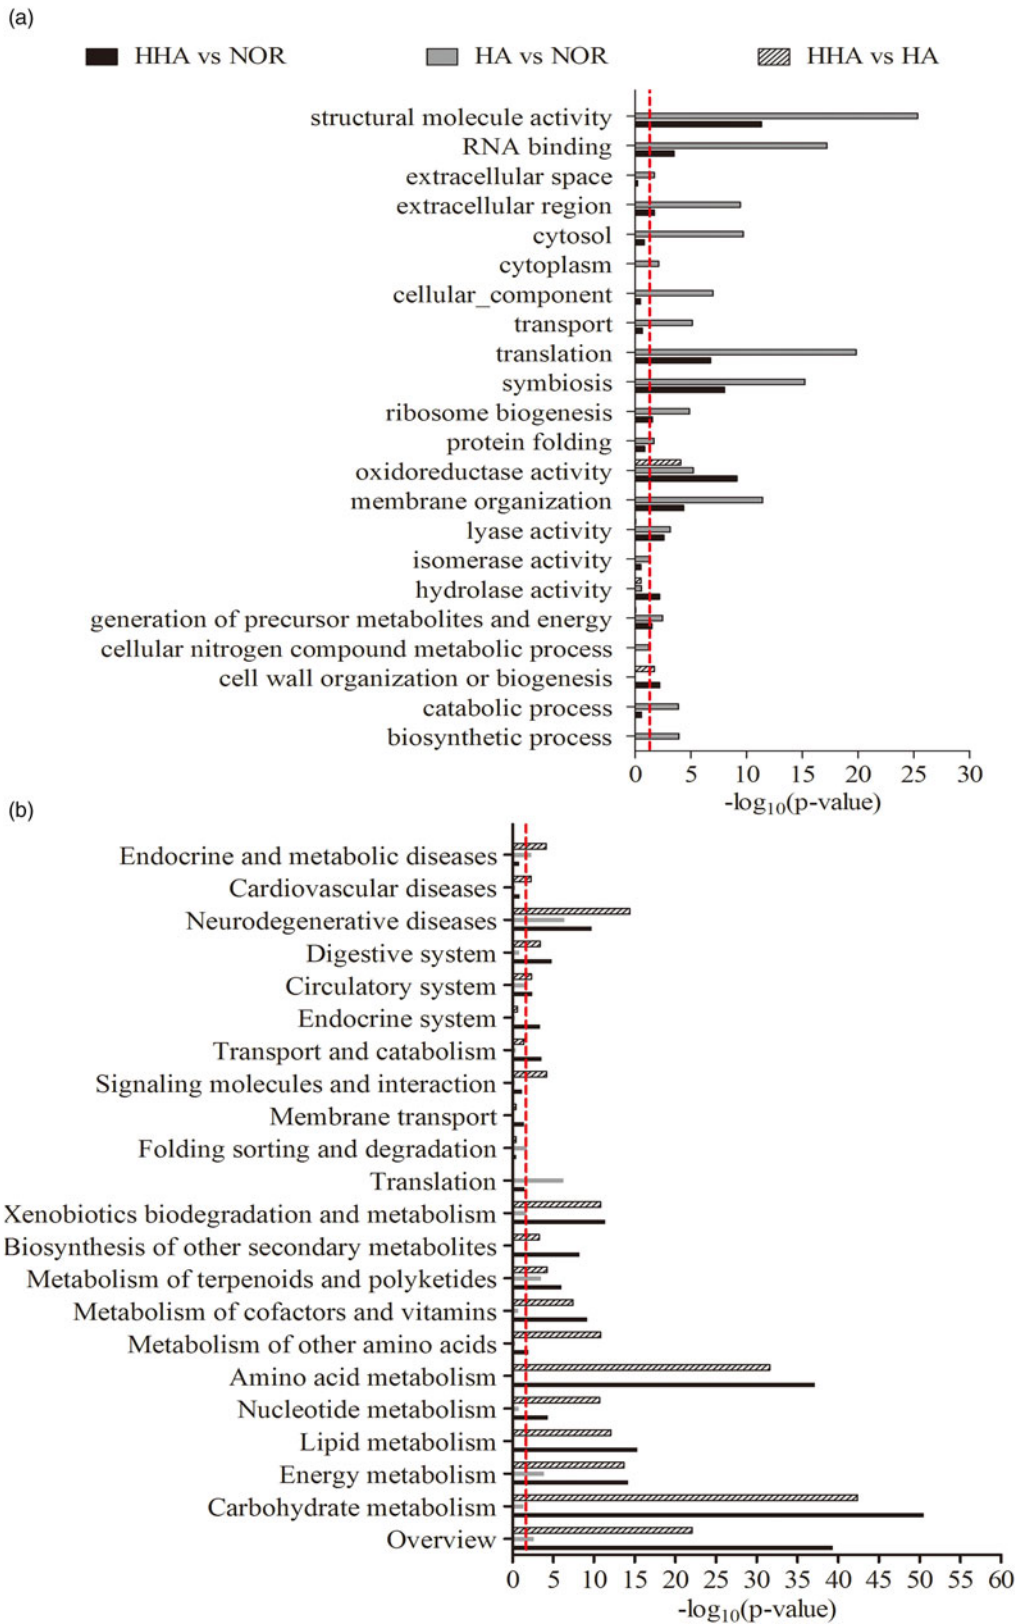 (a)
HHA vs NOR HA vs NOR HHA vs HA
structural molecule activity
RNA binding
extracellular space
extracellular region
cytosol
cytoplasm
cellular_component
transport
translation
symbiosis
ribosome biogenesis
protein folding
oxidoreductase activity
membrane organization
lyase activity
isomerase activity
hydrolase activity
generation of precursor metabolites and energy
cellular nitrogen compound metabolic process
cell wall organization or biogenesis
catabolic process
biosynthetic process
0 5 10 15 20 25 30
-log₁₀(p-value)
(b)
Endocrine and metabolic diseases
Cardiovascular diseases
Neurodegenerative diseases
Digestive system
Circulatory system
Endocrine system
Transport and catabolism
Signaling molecules and interaction
Membrane transport
Folding sorting and degradation
Translation
Xenobiotics biodegradation and metabolism
Biosynthesis of other secondary metabolites
Metabolism of terpenoids and polyketides
Metabolism of cofactors and vitamins
Metabolism of other amino acids
Amino acid metabolism
Nucleotide metabolism
Lipid metabolism
Energy metabolism
Carbohydrate metabolism
Overview
0 5 10 15 20 25 30 35 40 45 50 55 60
-log₁₀(p-value)